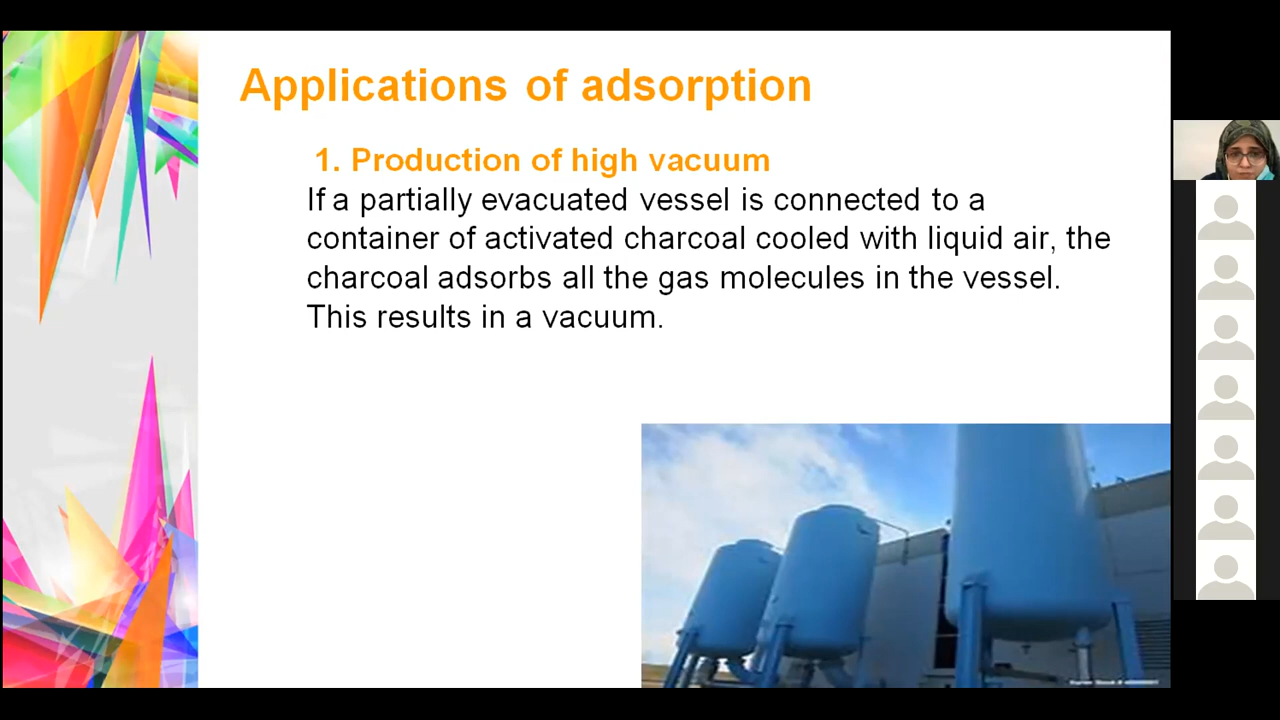 Applications of adsorption
1. Production of high vacuum
If a partially evacuated vessel is connected to a
container of activated charcoal cooled with liquid air, the
charcoal adsorbs all the gas molecules in the vessel.
This results in a vacuum.